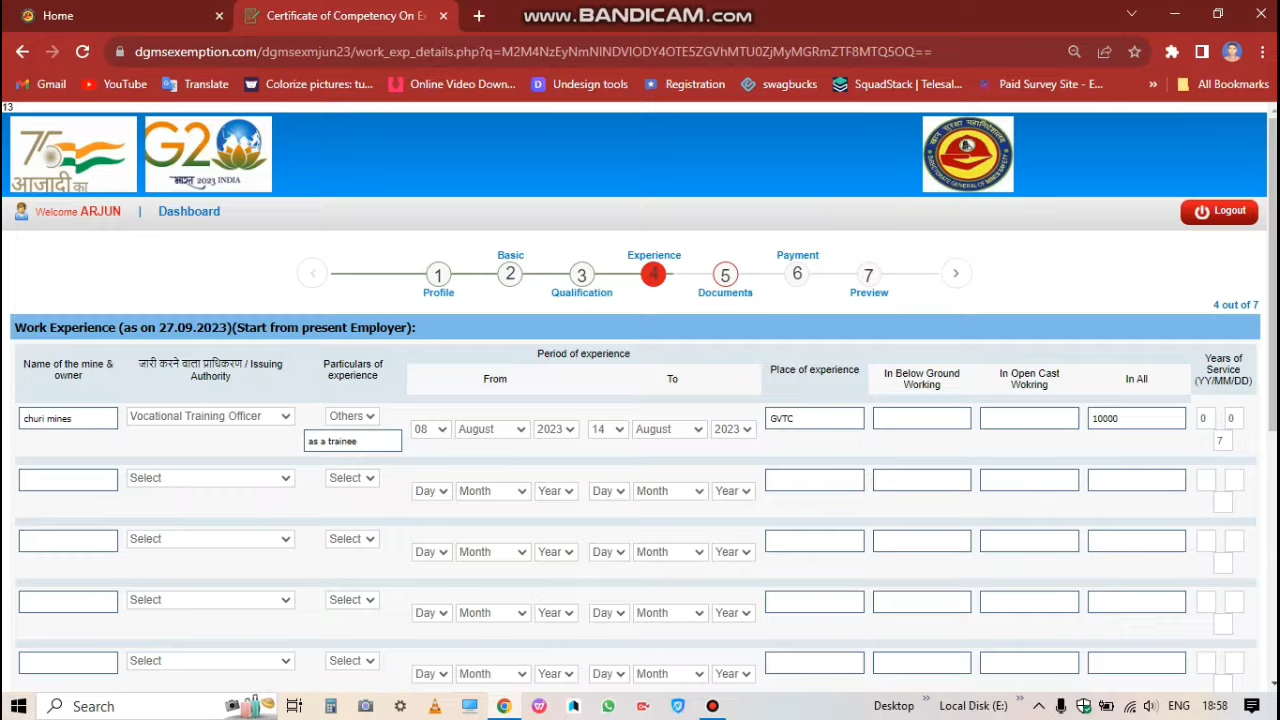 Home
Certificate of Competency On Ex
www.BANDICAM.com
dgmsexemption.com/dgmsexmjun23/work_exp_details.php?q=M2M4NzEyNmNlNDVIODY4OTE5ZGVhMTU0ZjMyMGRmZTF8MTQ5OQ==
Gmail YouTube Translate Colorize pictures: tu... Online Video Down... Undesign tools Registration swagbucks SquadStack | Telesal... Paid Survey Site - E... » All Bookmarks
13
75 आजादी का
G20 भारत 2023 INDIA
Welcome ARJUN | Dashboard Logout
Basic Experience Payment
1 2 3 4 5 6 7
Profile Qualification Documents Preview
4 out of 7
Work Experience (as on 27.09.2023)(Start from present Employer):
Name of the mine & owner
जारी करने वाला प्राधिकरण / Issuing Authority
Particulars of experience
Period of experience
From To
Place of experience
In Below Ground Working
In Open Cast Wokring
In All
Years of Service (YY/MM/DD)
churi mines Vocational Training Officer Others 08 August 2023 14 August 2023 GVTC 10000 0 0
as a trainee 7
Select Select Day Month Year Day Month Year
Select Select Day Month Year Day Month Year
Select Select Day Month Year Day Month Year
Select Select Day Month Year Day Month Year
Search Desktop » Local Disk (E:) » ENG 18:58